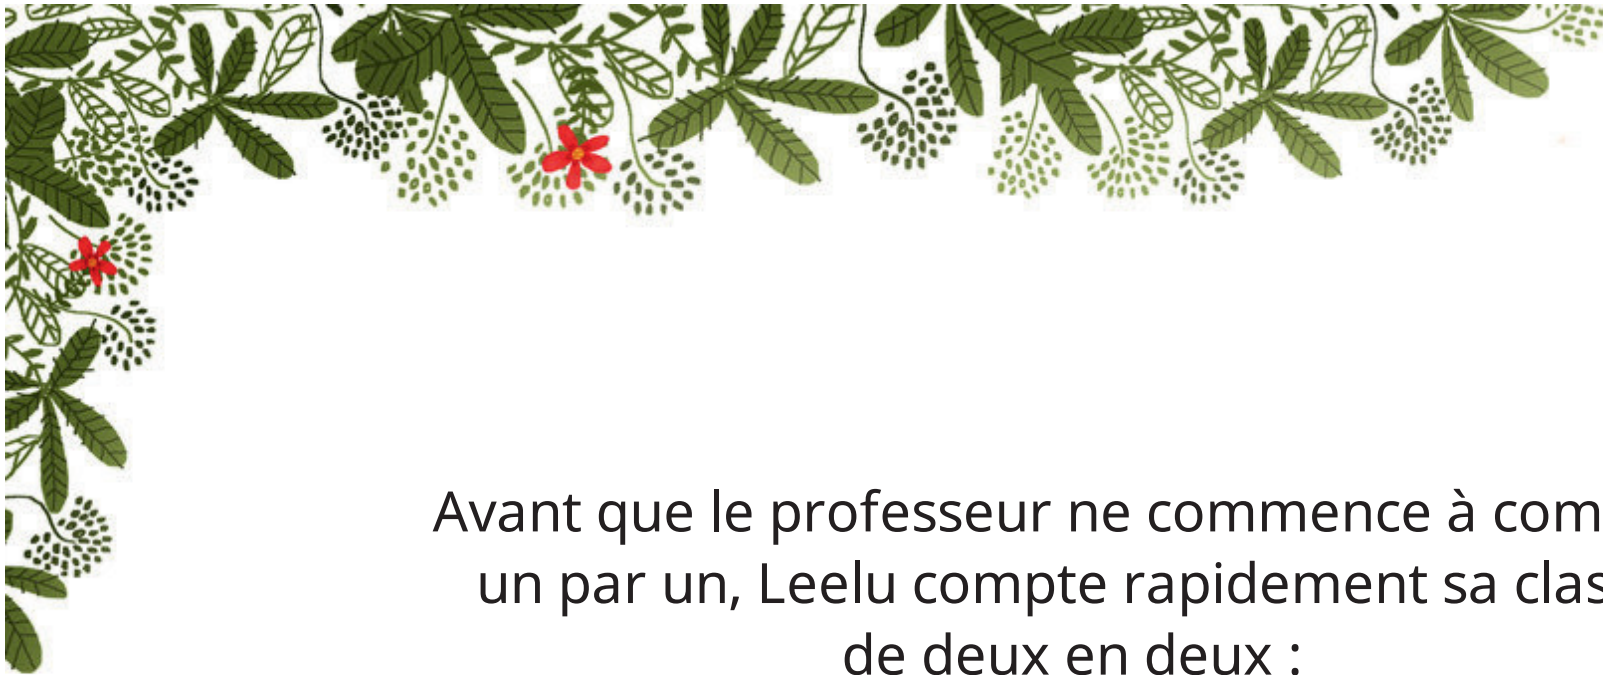 Avant que le professeur ne commence à com
un par un, Leelu compte rapidement sa clas
de deux en deux :